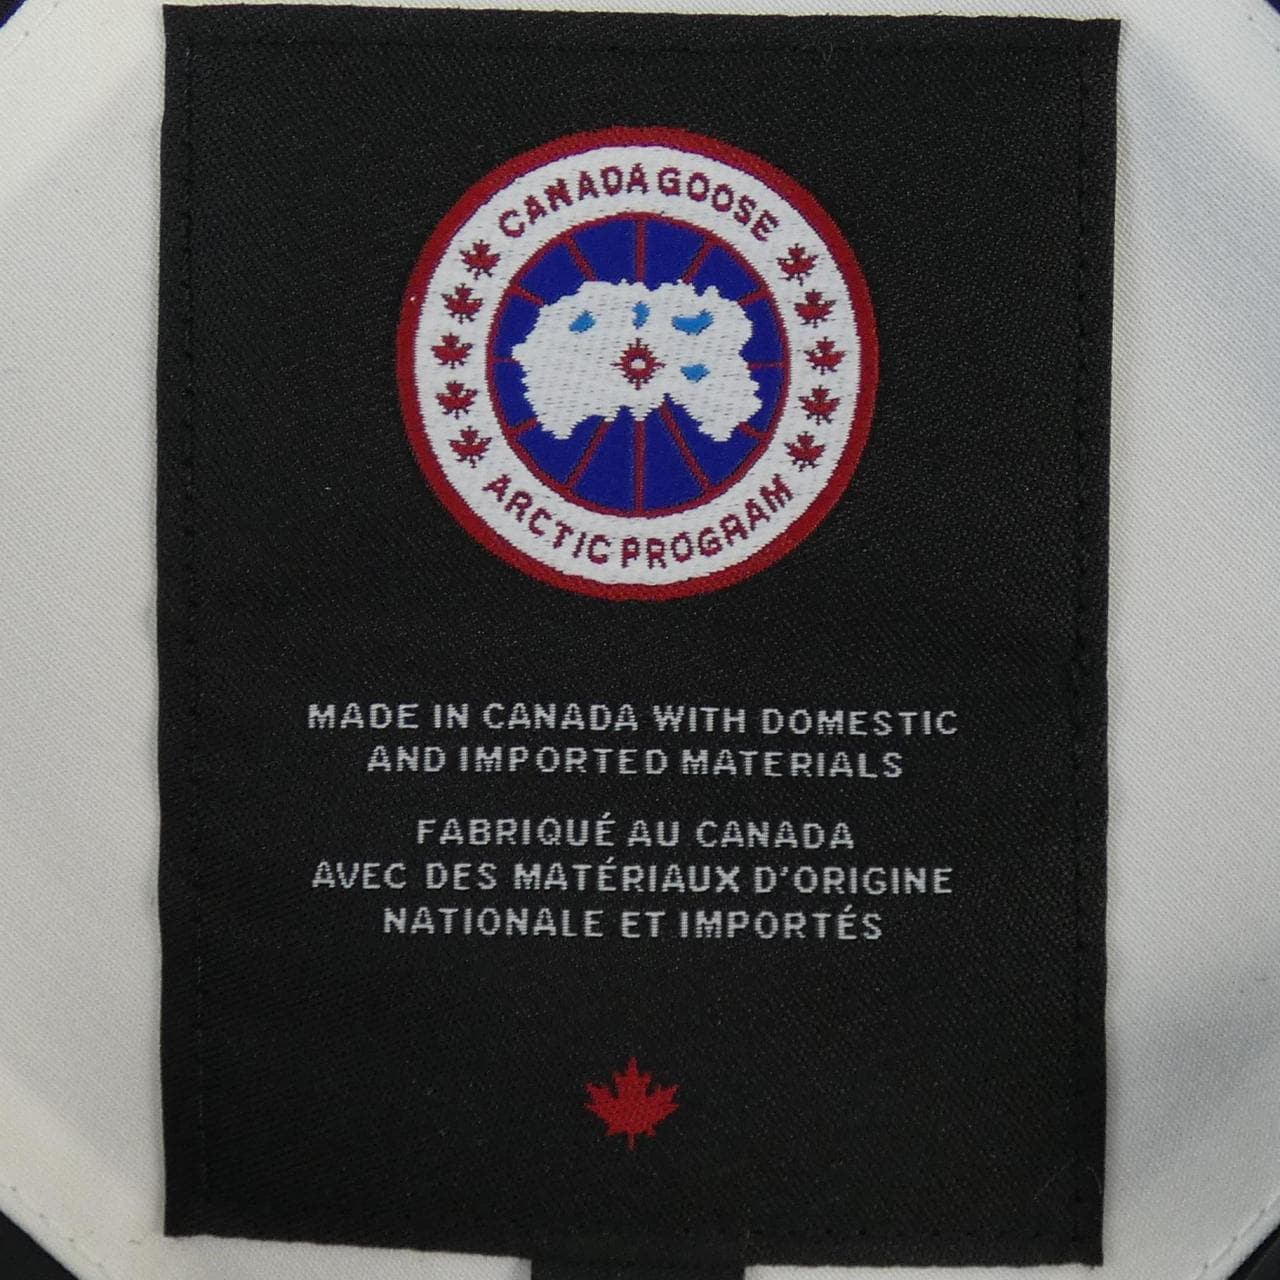 CANADA GOOSE
ARCTIC PROGRAM
MADE IN CANADA WITH DOMESTIC
AND IMPORTED MATERIALS
FABRIQUÉ AU CANADA
AVEC DES MATÉRIAUX D'ORIGINE
NATIONALE ET IMPORTÉS